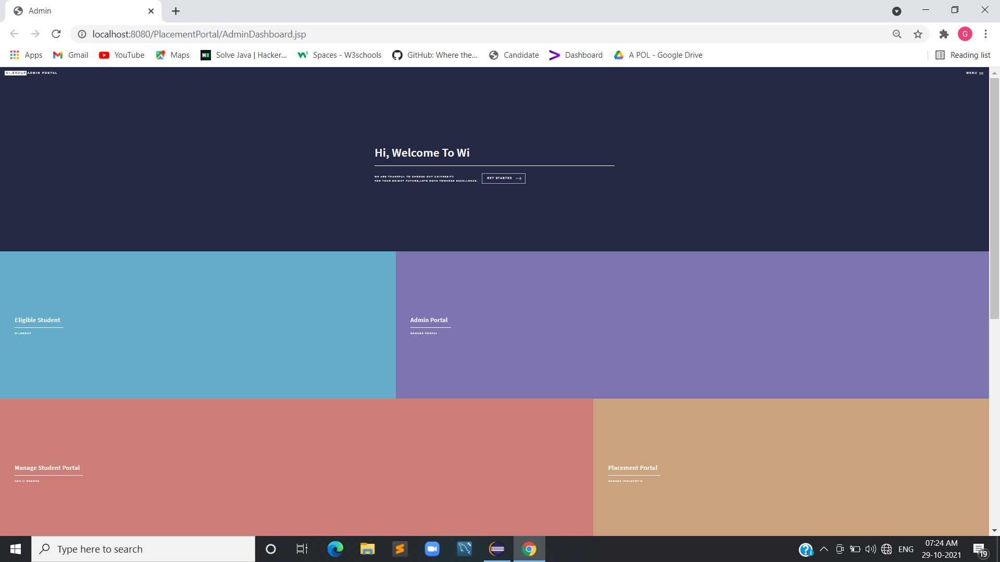 Admin
localhost:8080/PlacementPortal/AdminDashboard.jsp
G
Apps
Gmail
YouTube
Maps
Solve Java | Hacker...
Spaces - W3schools
GitHub: Where the...
Candidate
Dashboard
A POL - Google Drive
Reading list
WI,GROUP ADMIN PORTAL
MENU
Hi, Welcome To Wi
WE ARE THANKFUL TO CHOOSE OUT UNIVERSITY
FOR YOUR BRIGHT FUTURE,LETS MOVE TOWARDS EXCELLENCE.
GET STARTED
Eligible Student
WI,GROUP
Admin Portal
MANAGE PORTAL
Manage Student Portal
ADD || REMOVE
Placement Portal
MANAGE INDUSTRY'S
Type here to search
ENG
07:24 AM
29-10-2021
19